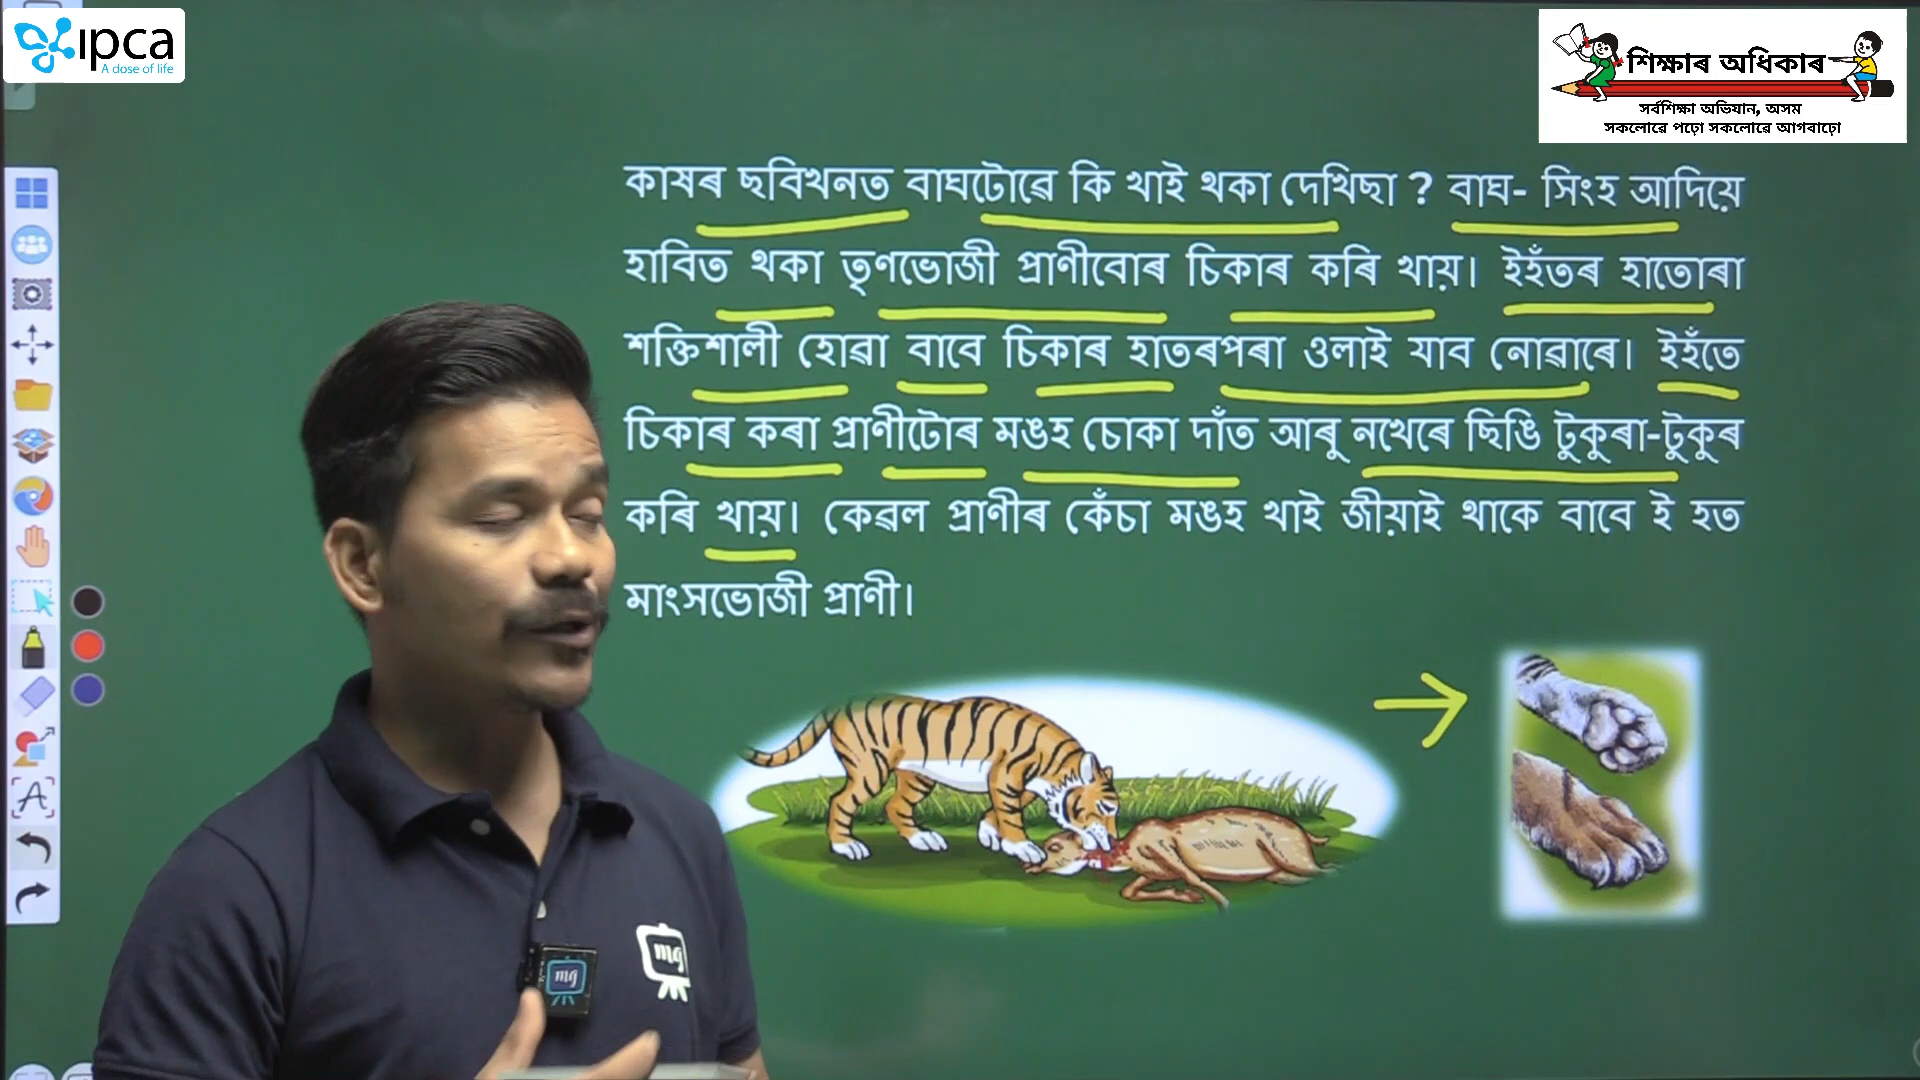 ipca
A dose of life
শিক্ষাৰ অধিকাৰ
সৰ্বশিক্ষা অভিযান, অসম
সকলোৱে পঢ়ো সকলোৱে আগবাঢ়ো
কাষৰ ছবিখনত বাঘটোৱে কি খাই থকা দেখিছা ? বাঘ- সিংহ আদিয়ে
হাবিত থকা তৃণভোজী প্ৰাণীবোৰ চিকাৰ কৰি খায়। ইহঁতৰ হাতোৰা
শক্তিশালী হোৱা বাবে চিকাৰ হাতৰপৰা ওলাই যাব নোৱাৰে। ইহঁতে
চিকাৰ কৰা প্ৰাণীটোৰ মঙহ চোকা দাঁত আৰু নখেৰে ছিঙি টুকুৰা-টুকুৰ
কৰি খায়। কেৱল প্ৰাণীৰ কেঁচা মঙহ খাই জীয়াই থাকে বাবে ই হত
মাংসভোজী প্ৰাণী।
A
mg
mg